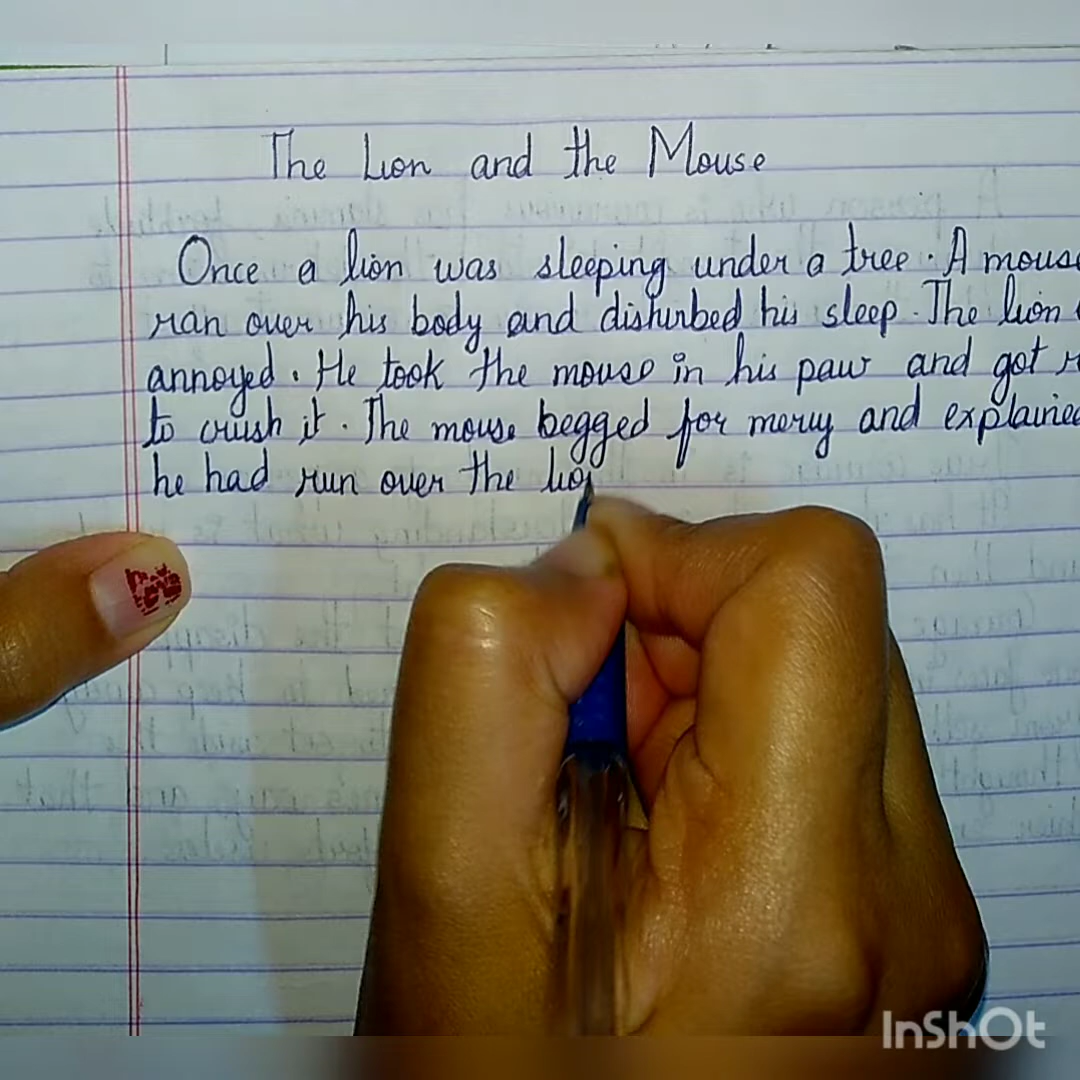 The Lion and the Mouse
Once a lion was sleeping under a tree. A mouse
ran over his body and disturbed his sleep. The lion
annoyed. He took the mouse in his paw and got
to crush it. The mouse begged for mercy and explained
he had run over the lion
InShOt